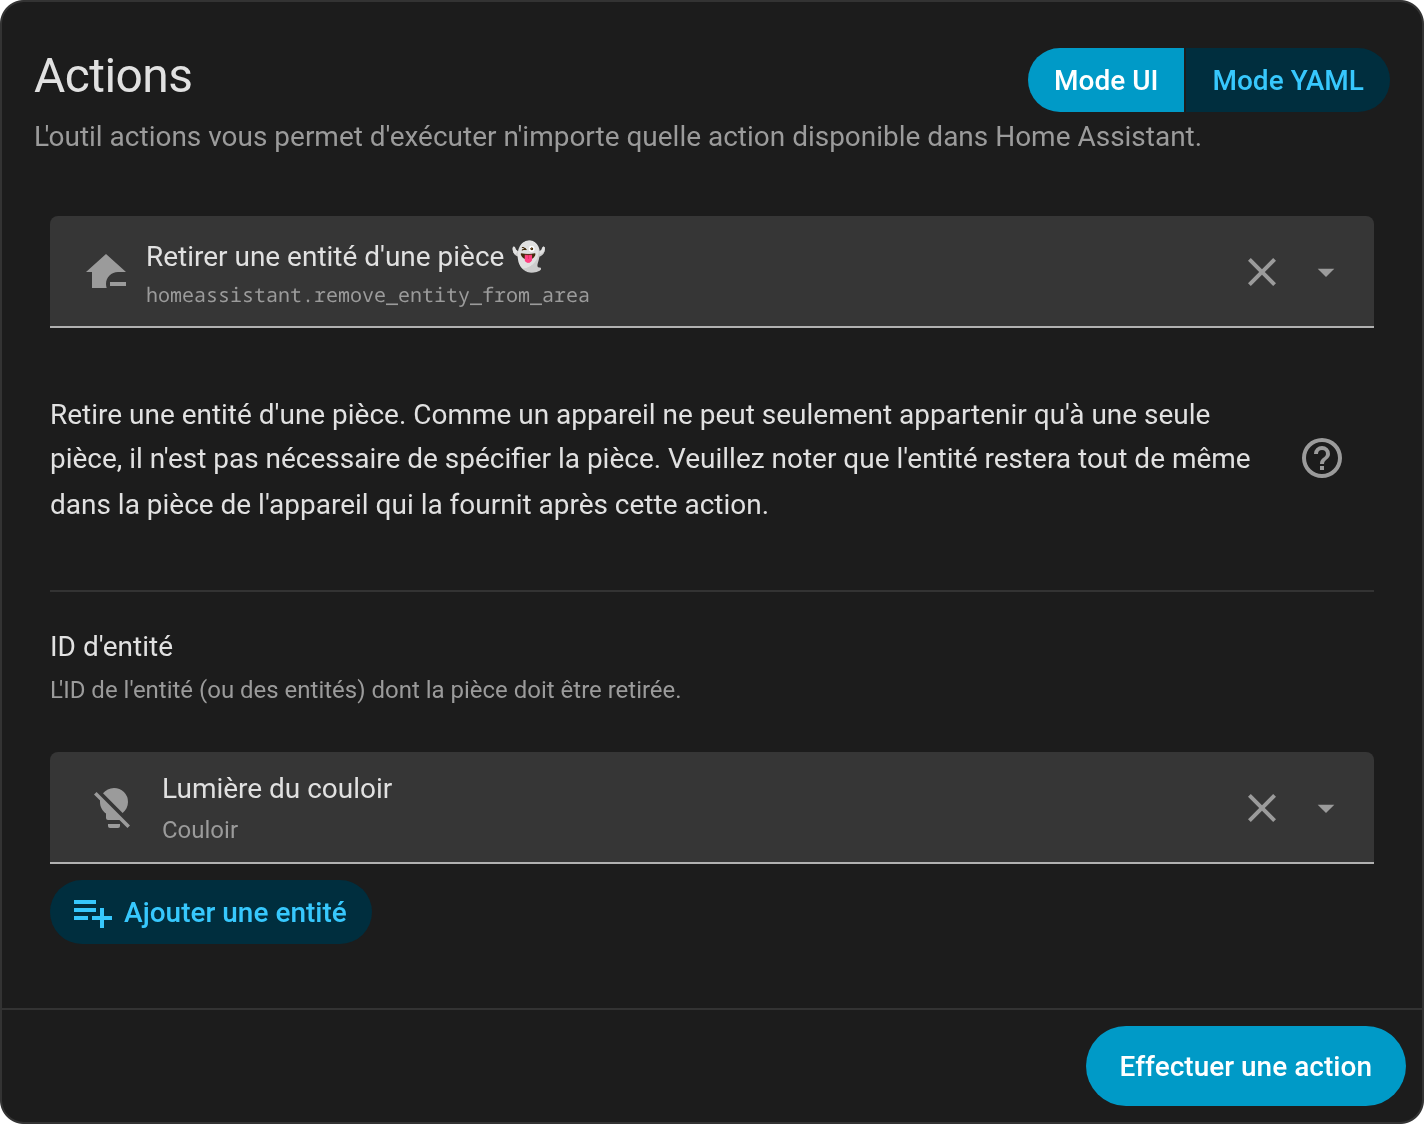 Actions
Mode UI
Mode YAML
L'outil actions vous permet d'exécuter n'importe quelle action disponible dans Home Assistant.
Retirer une entité d'une pièce 👻
homeassistant.remove_entity_from_area
Retire une entité d'une pièce. Comme un appareil ne peut seulement appartenir qu'à une seule
pièce, il n'est pas nécessaire de spécifier la pièce. Veuillez noter que l'entité restera tout de même
dans la pièce de l'appareil qui la fournit après cette action.
ID d'entité
L'ID de l'entité (ou des entités) dont la pièce doit être retirée.
Lumière du couloir
Couloir
Ajouter une entité
Effectuer une action